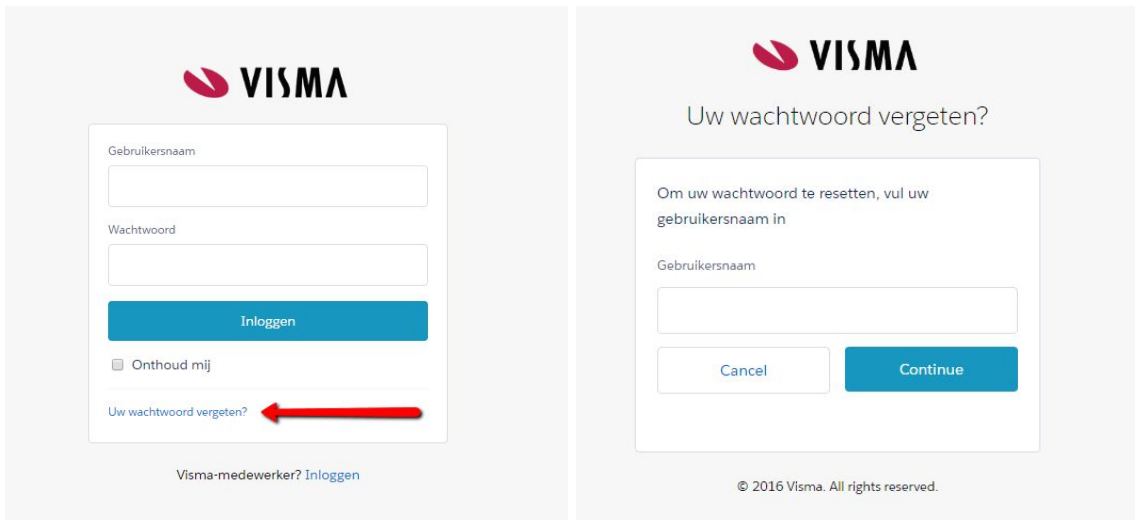 VISMA
Gebruikersnaam
Wachtwoord
Inloggen
Onthoud mij
Uw wachtwoord vergeten?
Visma-medewerker? Inloggen
VISMA
Uw wachtwoord vergeten?
Om uw wachtwoord te resetten, vul uw
gebruikersnaam in
Gebruikersnaam
Cancel
Continue
© 2016 Visma. All rights reserved.